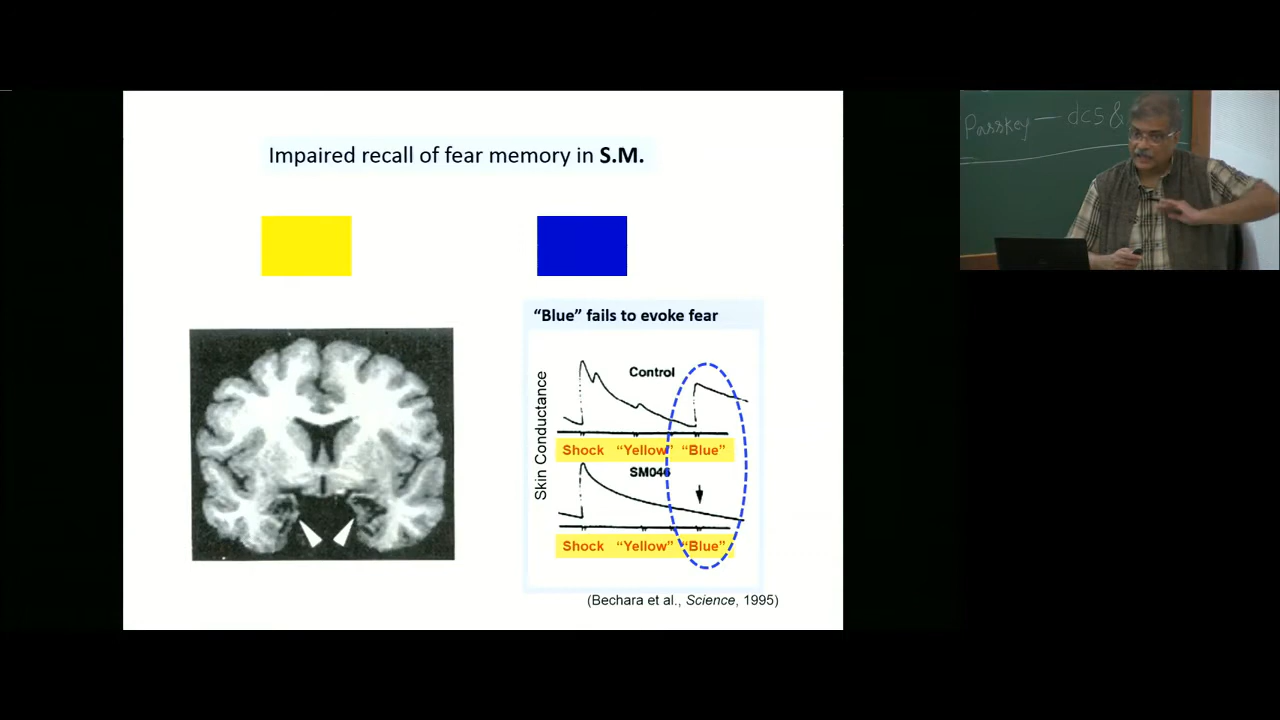 Impaired recall of fear memory in S.M.
“Blue” fails to evoke fear
Skin Conductance
Control
Shock “Yellow” “Blue”
SM046
Shock “Yellow” “Blue”
(Bechara et al., Science, 1995)
Passkey — dcs &